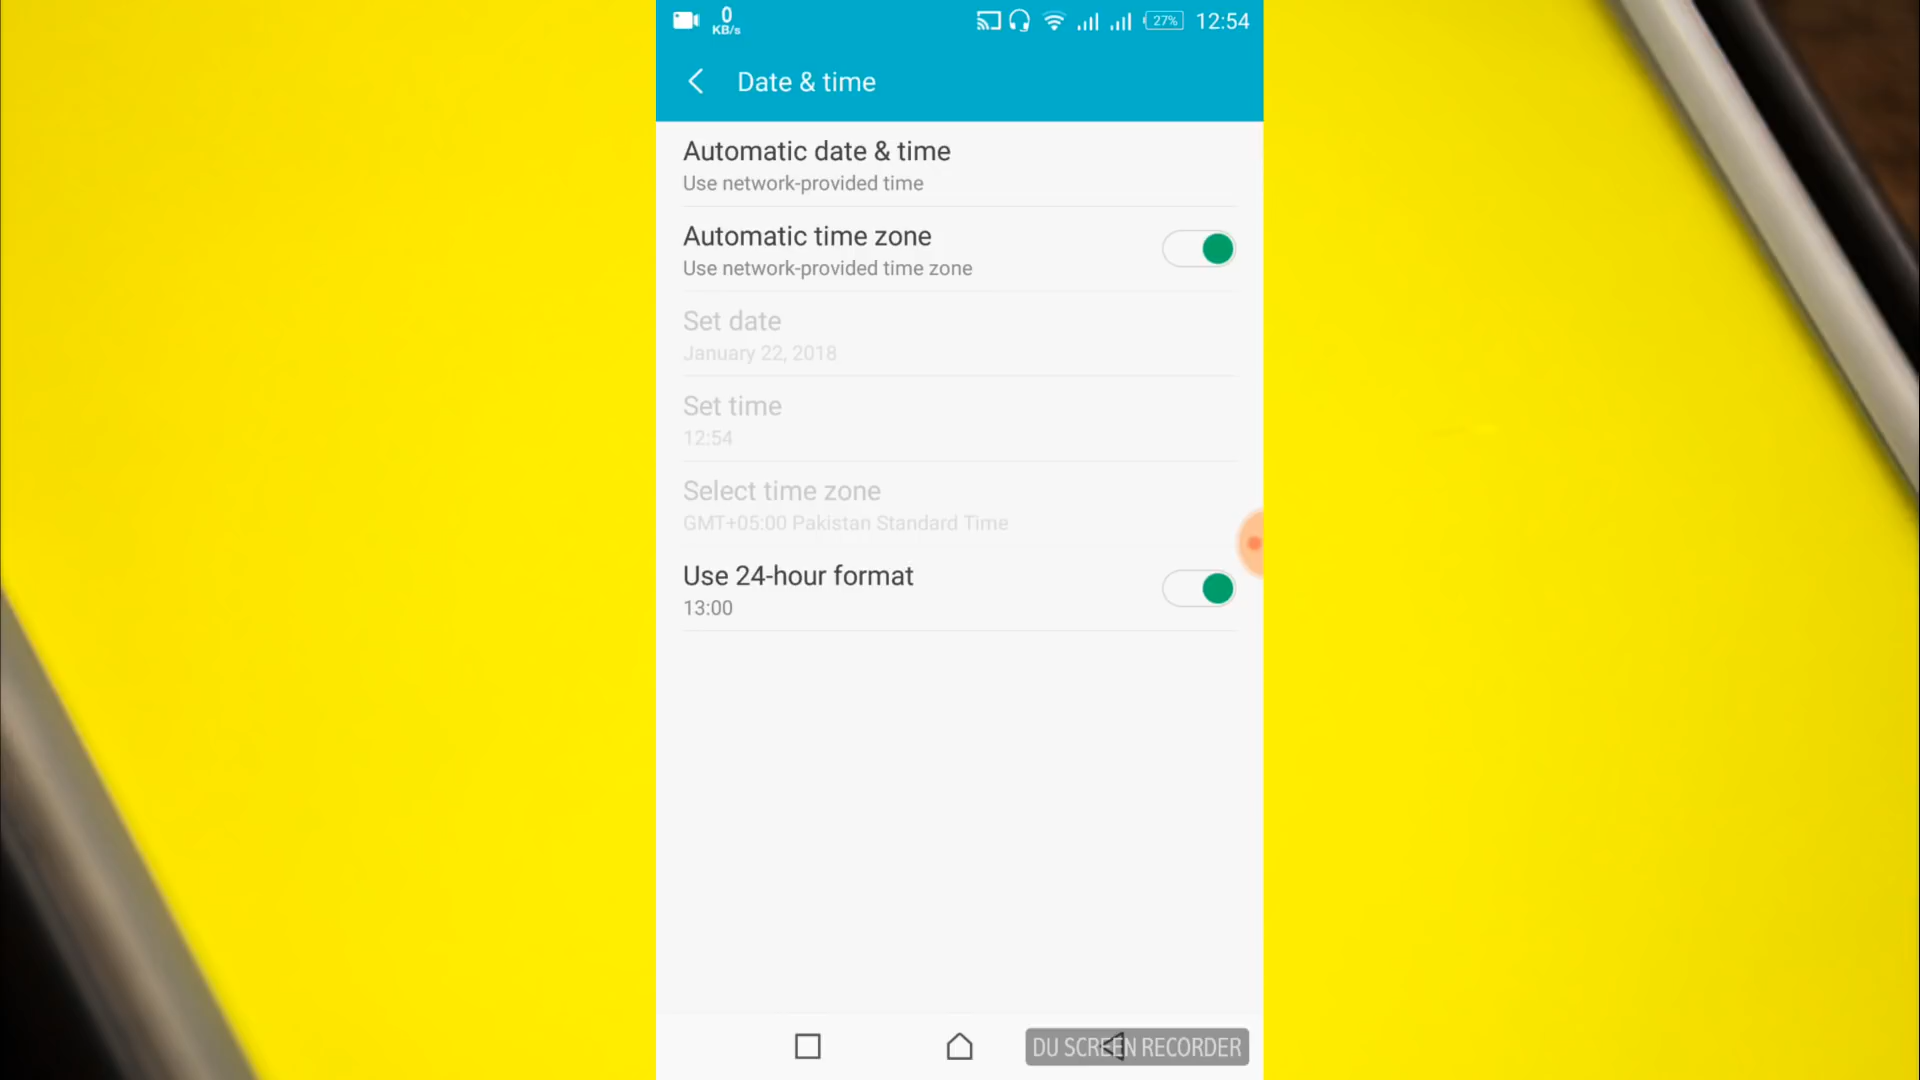 0
KB/s
27%
12:54
Date & time
Automatic date & time
Use network-provided time
Automatic time zone
Use network-provided time zone
Set date
January 22, 2018
Set time
12:54
Select time zone
GMT+05:00 Pakistan Standard Time
Use 24-hour format
13:00
DU SCREEN RECORDER